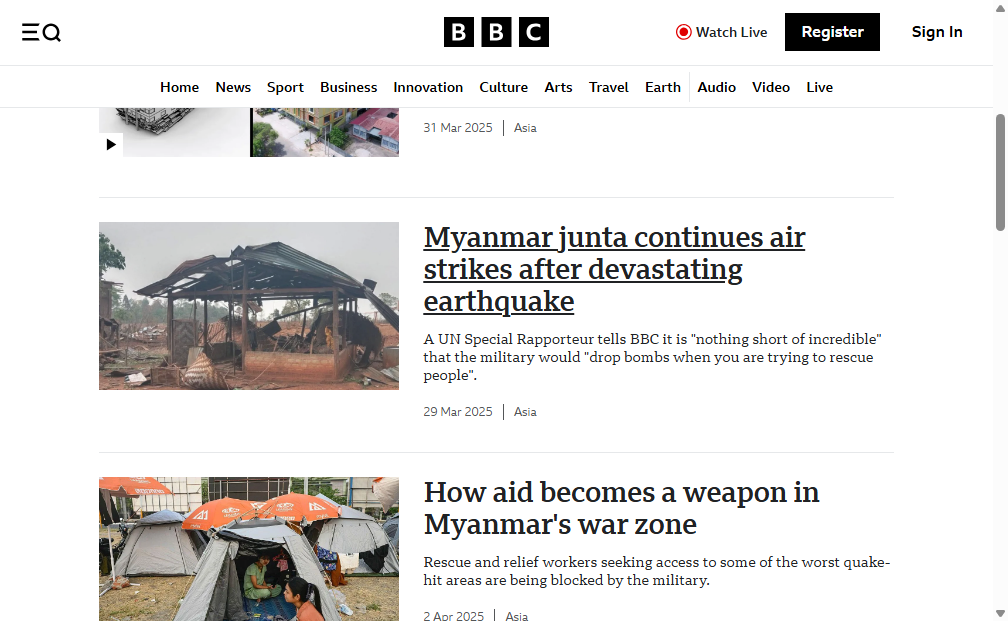 BBC
Watch Live
Register
Sign In
Home News Sport Business Innovation Culture Arts Travel Earth Audio Video Live
31 Mar 2025 | Asia
Myanmar junta continues air
strikes after devastating
earthquake
A UN Special Rapporteur tells BBC it is "nothing short of incredible"
that the military would "drop bombs when you are trying to rescue
people".
29 Mar 2025 | Asia
How aid becomes a weapon in
Myanmar's war zone
Rescue and relief workers seeking access to some of the worst quake-
hit areas are being blocked by the military.
2 Apr 2025 | Asia